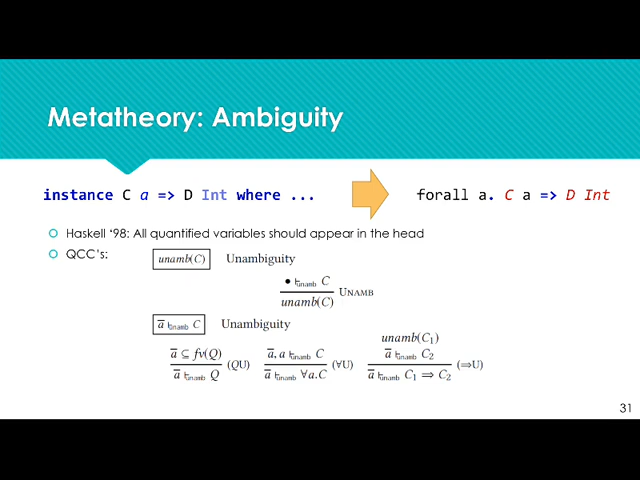 Metatheory: Ambiguity
instance C a => D Int where ... forall a. C a => D Int
Haskell ‘98: All quantified variables should appear in the head
QCC’s: unamb(C) Unambiguity
• ⊢unamb C
unamb(C) UNAMB
a̅ ⊢unamb C Unambiguity
unamb(C₁)
a̅ ⊆ fv(Q) a̅, a ⊢unamb C a̅ ⊢unamb C₂
a̅ ⊢unamb Q (QU) a̅ ⊢unamb ∀a.C (∀U) a̅ ⊢unamb C₁ ⇒ C₂ (⇒U)
31